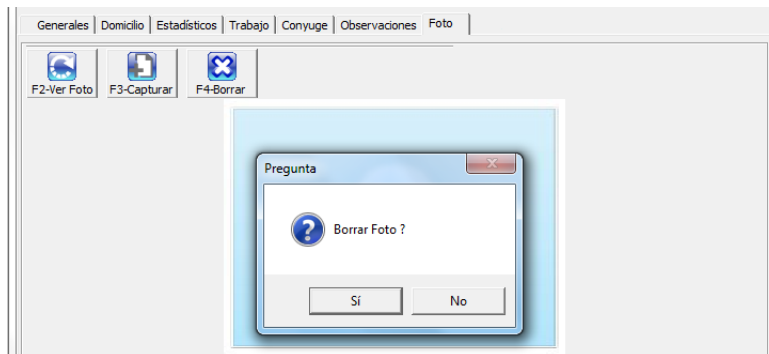 Generales Domicilio Estadísticos Trabajo Conyuge Observaciones Foto
F2-Ver Foto F3-Capturar F4-Borrar
Pregunta
Borrar Foto ?
Sí No